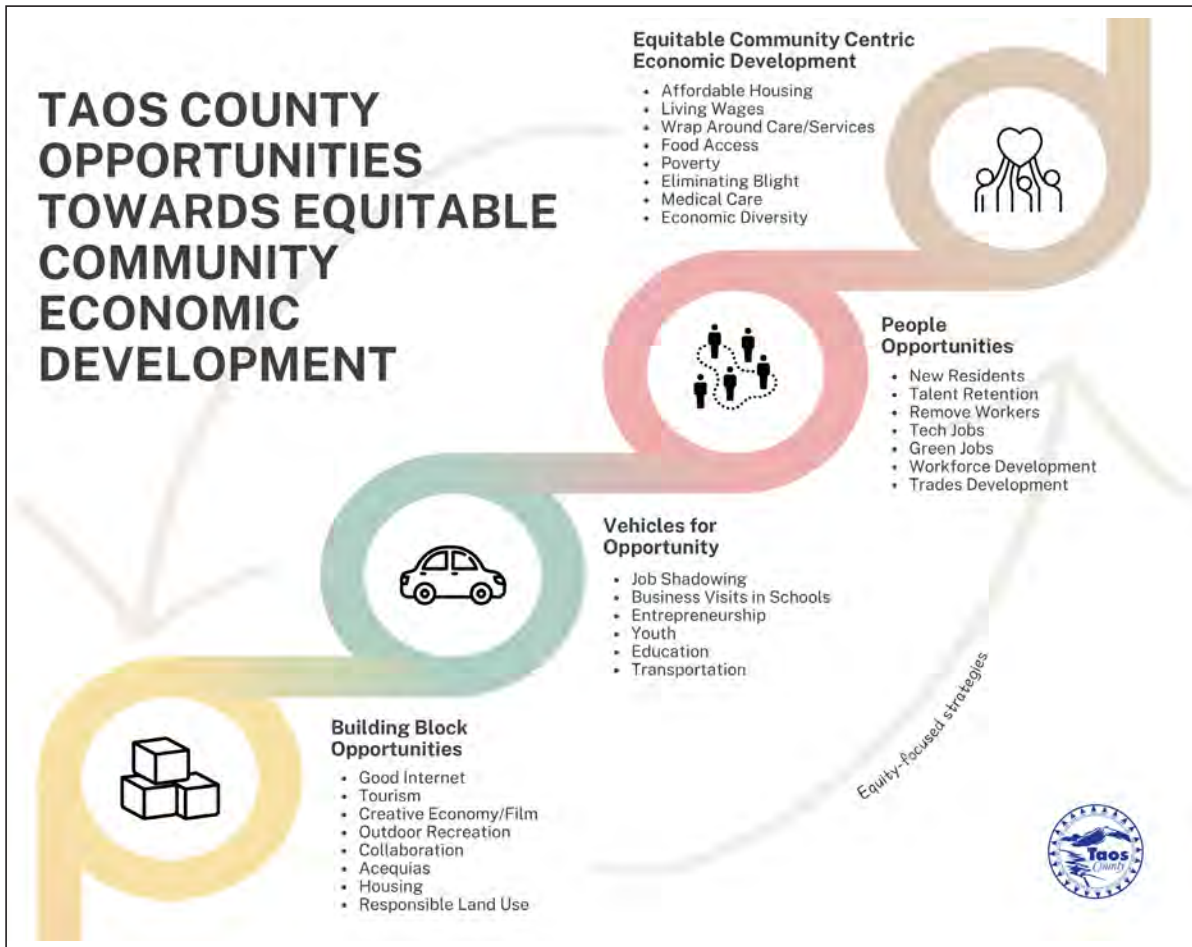 TAOS COUNTY
OPPORTUNITIES
TOWARDS EQUITABLE
COMMUNITY
ECONOMIC
DEVELOPMENT
Equitable Community Centric
Economic Development
• Affordable Housing
• Living Wages
• Wrap Around Care/Services
• Food Access
• Poverty
• Eliminating Blight
• Medical Care
• Economic Diversity
People
Opportunities
• New Residents
• Talent Retention
• Remove Workers
• Tech Jobs
• Green Jobs
• Workforce Development
• Trades Development
Vehicles for
Opportunity
• Job Shadowing
• Business Visits in Schools
• Entrepreneurship
• Youth
• Education
• Transportation
Building Block
Opportunities
• Good Internet
• Tourism
• Creative Economy/Film
• Outdoor Recreation
• Collaboration
• Acequias
• Housing
• Responsible Land Use
Equity-focused strategies
Taos
County